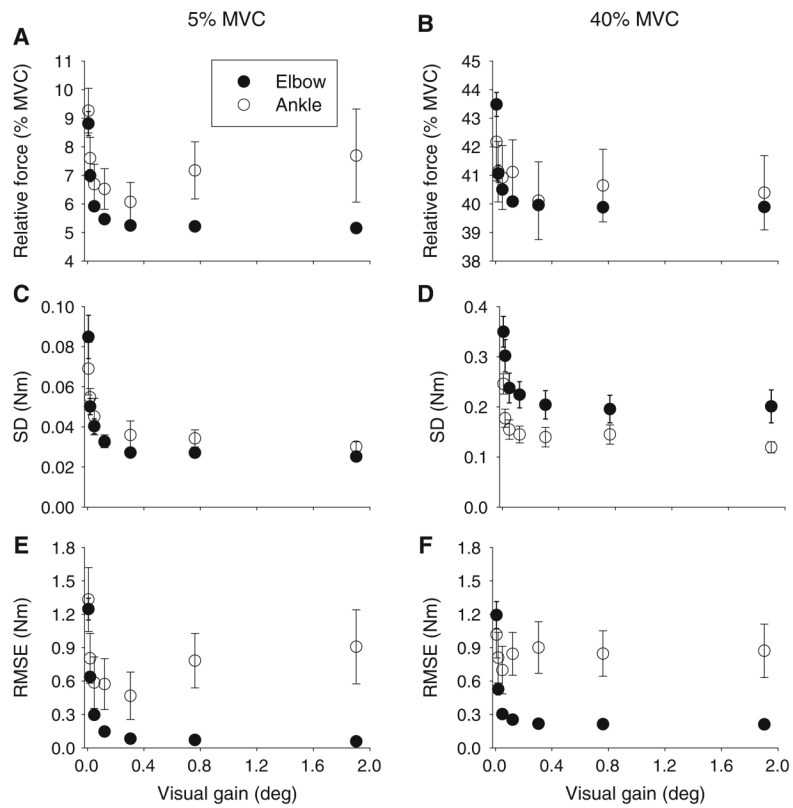 5% MVC
40% MVC
A
B
Relative force (% MVC)
11
10
9
8
7
6
5
4
Elbow
Ankle
Relative force (% MVC)
45
44
43
42
41
40
39
38
C
D
SD (Nm)
0.10
0.08
0.06
0.04
0.02
0.00
SD (Nm)
0.4
0.3
0.2
0.1
0.0
E
F
RMSE (Nm)
1.8
1.5
1.2
0.9
0.6
0.3
0.0
0.0 0.4 0.8 1.2 1.6 2.0
Visual gain (deg)
RMSE (Nm)
1.8
1.5
1.2
0.9
0.6
0.3
0.0
0.0 0.4 0.8 1.2 1.6 2.0
Visual gain (deg)